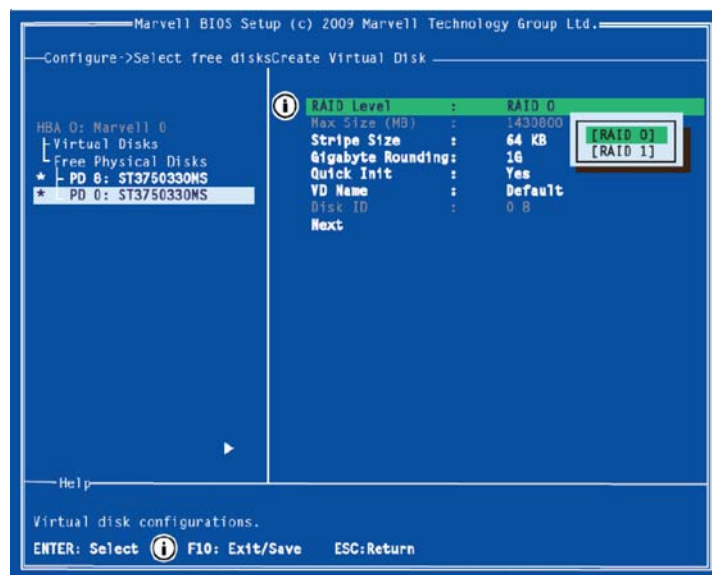 Marvell BIOS Setup (c) 2009 Marvell Technology Group Ltd.
Configure->Select free disksCreate Virtual Disk
HBA 0: Marvell 0
Virtual Disks
Free Physical Disks
* PD 8: ST3750330NS
* PD 0: ST3750330NS
i RAID Level : RAID 0
Max Size (MB) : 1430800
Stripe Size : 64 KB
Gigabyte Rounding: 1G
Quick Init : Yes
VD Name : Default
Disk ID : 0 8
Next
[RAID 0]
[RAID 1]
Help
Virtual disk configurations.
ENTER: Select i F10: Exit/Save ESC:Return